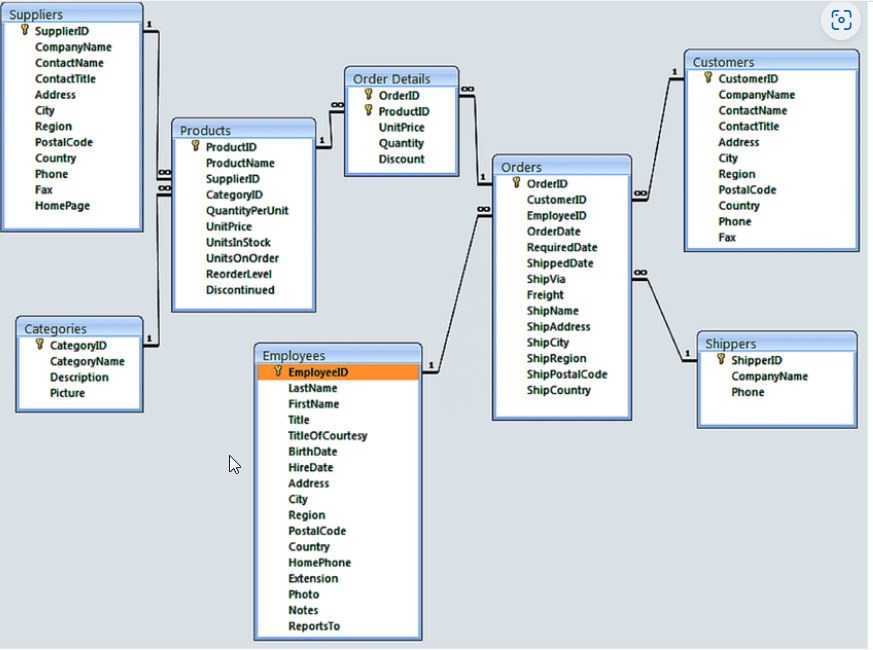 Suppliers
SupplierID
CompanyName
ContactName
ContactTitle
Address
City
Region
PostalCode
Country
Phone
Fax
HomePage
1
∞
∞
1
Categories
CategoryID
CategoryName
Description
Picture
Products
ProductID
ProductName
SupplierID
CategoryID
QuantityPerUnit
UnitPrice
UnitsInStock
UnitsOnOrder
ReorderLevel
Discontinued
1
∞
Order Details
OrderID
ProductID
UnitPrice
Quantity
Discount
∞
1
∞
1
Employees
EmployeeID
LastName
FirstName
Title
TitleOfCourtesy
BirthDate
HireDate
Address
City
Region
PostalCode
Country
HomePhone
Extension
Photo
Notes
ReportsTo
Orders
OrderID
CustomerID
EmployeeID
OrderDate
RequiredDate
ShippedDate
ShipVia
Freight
ShipName
ShipAddress
ShipCity
ShipRegion
ShipPostalCode
ShipCountry
∞
1
∞
1
Customers
CustomerID
CompanyName
ContactName
ContactTitle
Address
City
Region
PostalCode
Country
Phone
Fax
Shippers
ShipperID
CompanyName
Phone